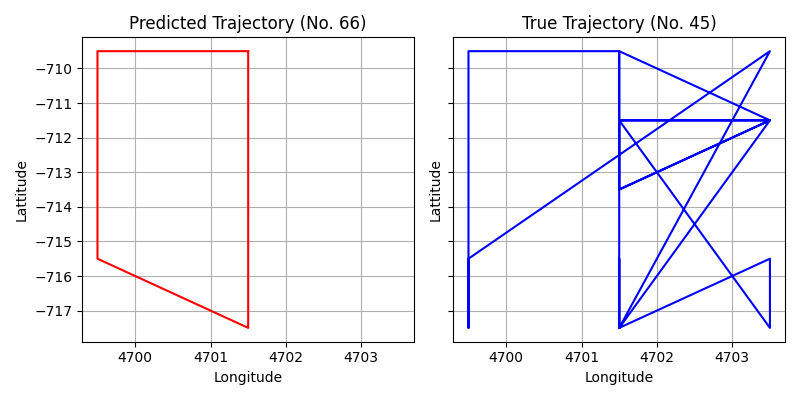 Predicted Trajectory (No. 66)
True Trajectory (No. 45)
−710
−711
−712
−713
−714
−715
−716
−717
Lattitude
Lattitude
4700 4701 4702 4703
4700 4701 4702 4703
Longitude
Longitude